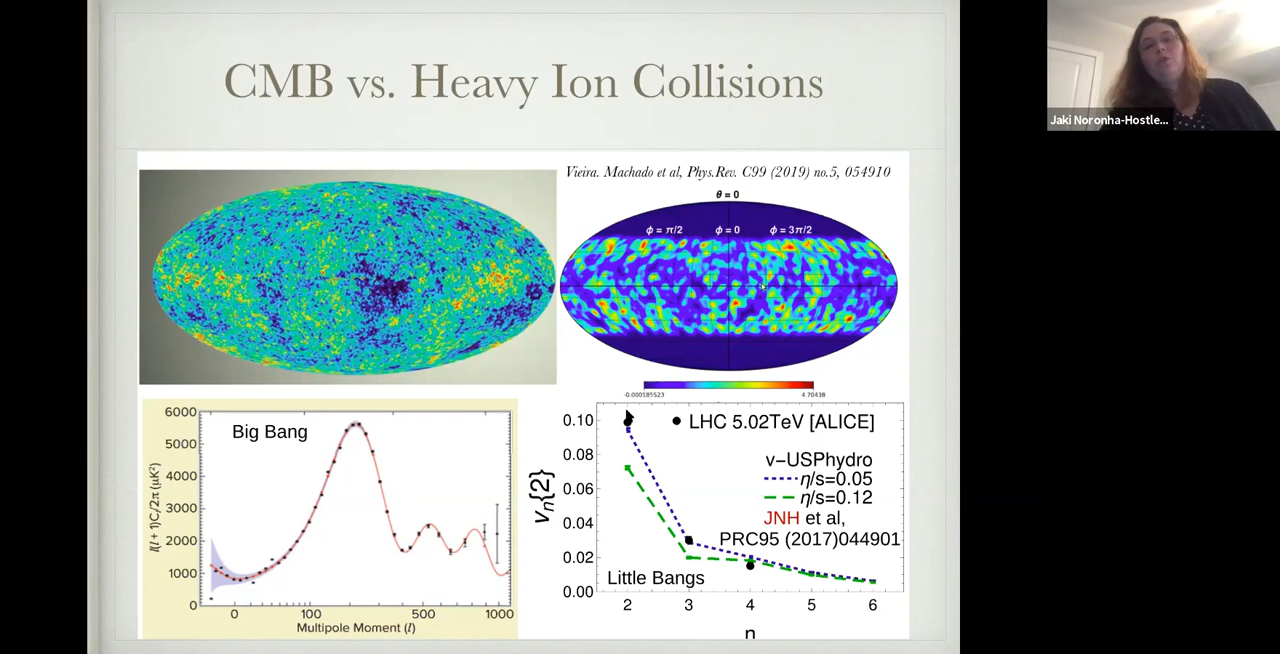 CMB vs. Heavy Ion Collisions
Jaki Noronha-Hostle...
Vieira. Machado et al, Phys.Rev. C99 (2019) no.5, 054910
θ = 0
ϕ = π/2 ϕ = 0 ϕ = 3π/2
-0.000185523 4.70438
6000
5000
4000
3000
2000
1000
0
l(l + 1)C/2π (μK²)
Big Bang
0 100 500 1000
Multipole Moment (l)
0.10
0.08
0.06
0.04
0.02
0.00
vn{2}
LHC 5.02TeV [ALICE]
v−USPhydro
η/s=0.05
η/s=0.12
JNH et al,
PRC95 (2017)044901
Little Bangs
2 3 4 5 6
n